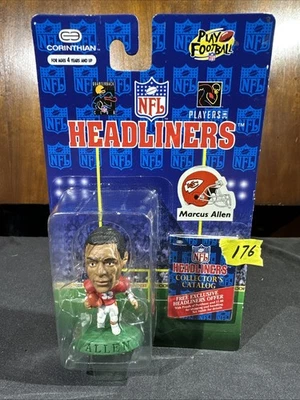 CORINTHIAN
FOR AGES 4 YEARS AND UP
PLAY
FOOTBALL
NFL
PLAYERS INC
NFL
HEADLINERS
Marcus Allen
NFL
HEADLINERS
COLLECTOR'S
CATALOG
FREE EXCLUSIVE
HEADLINERS OFFER
176
ALLEN